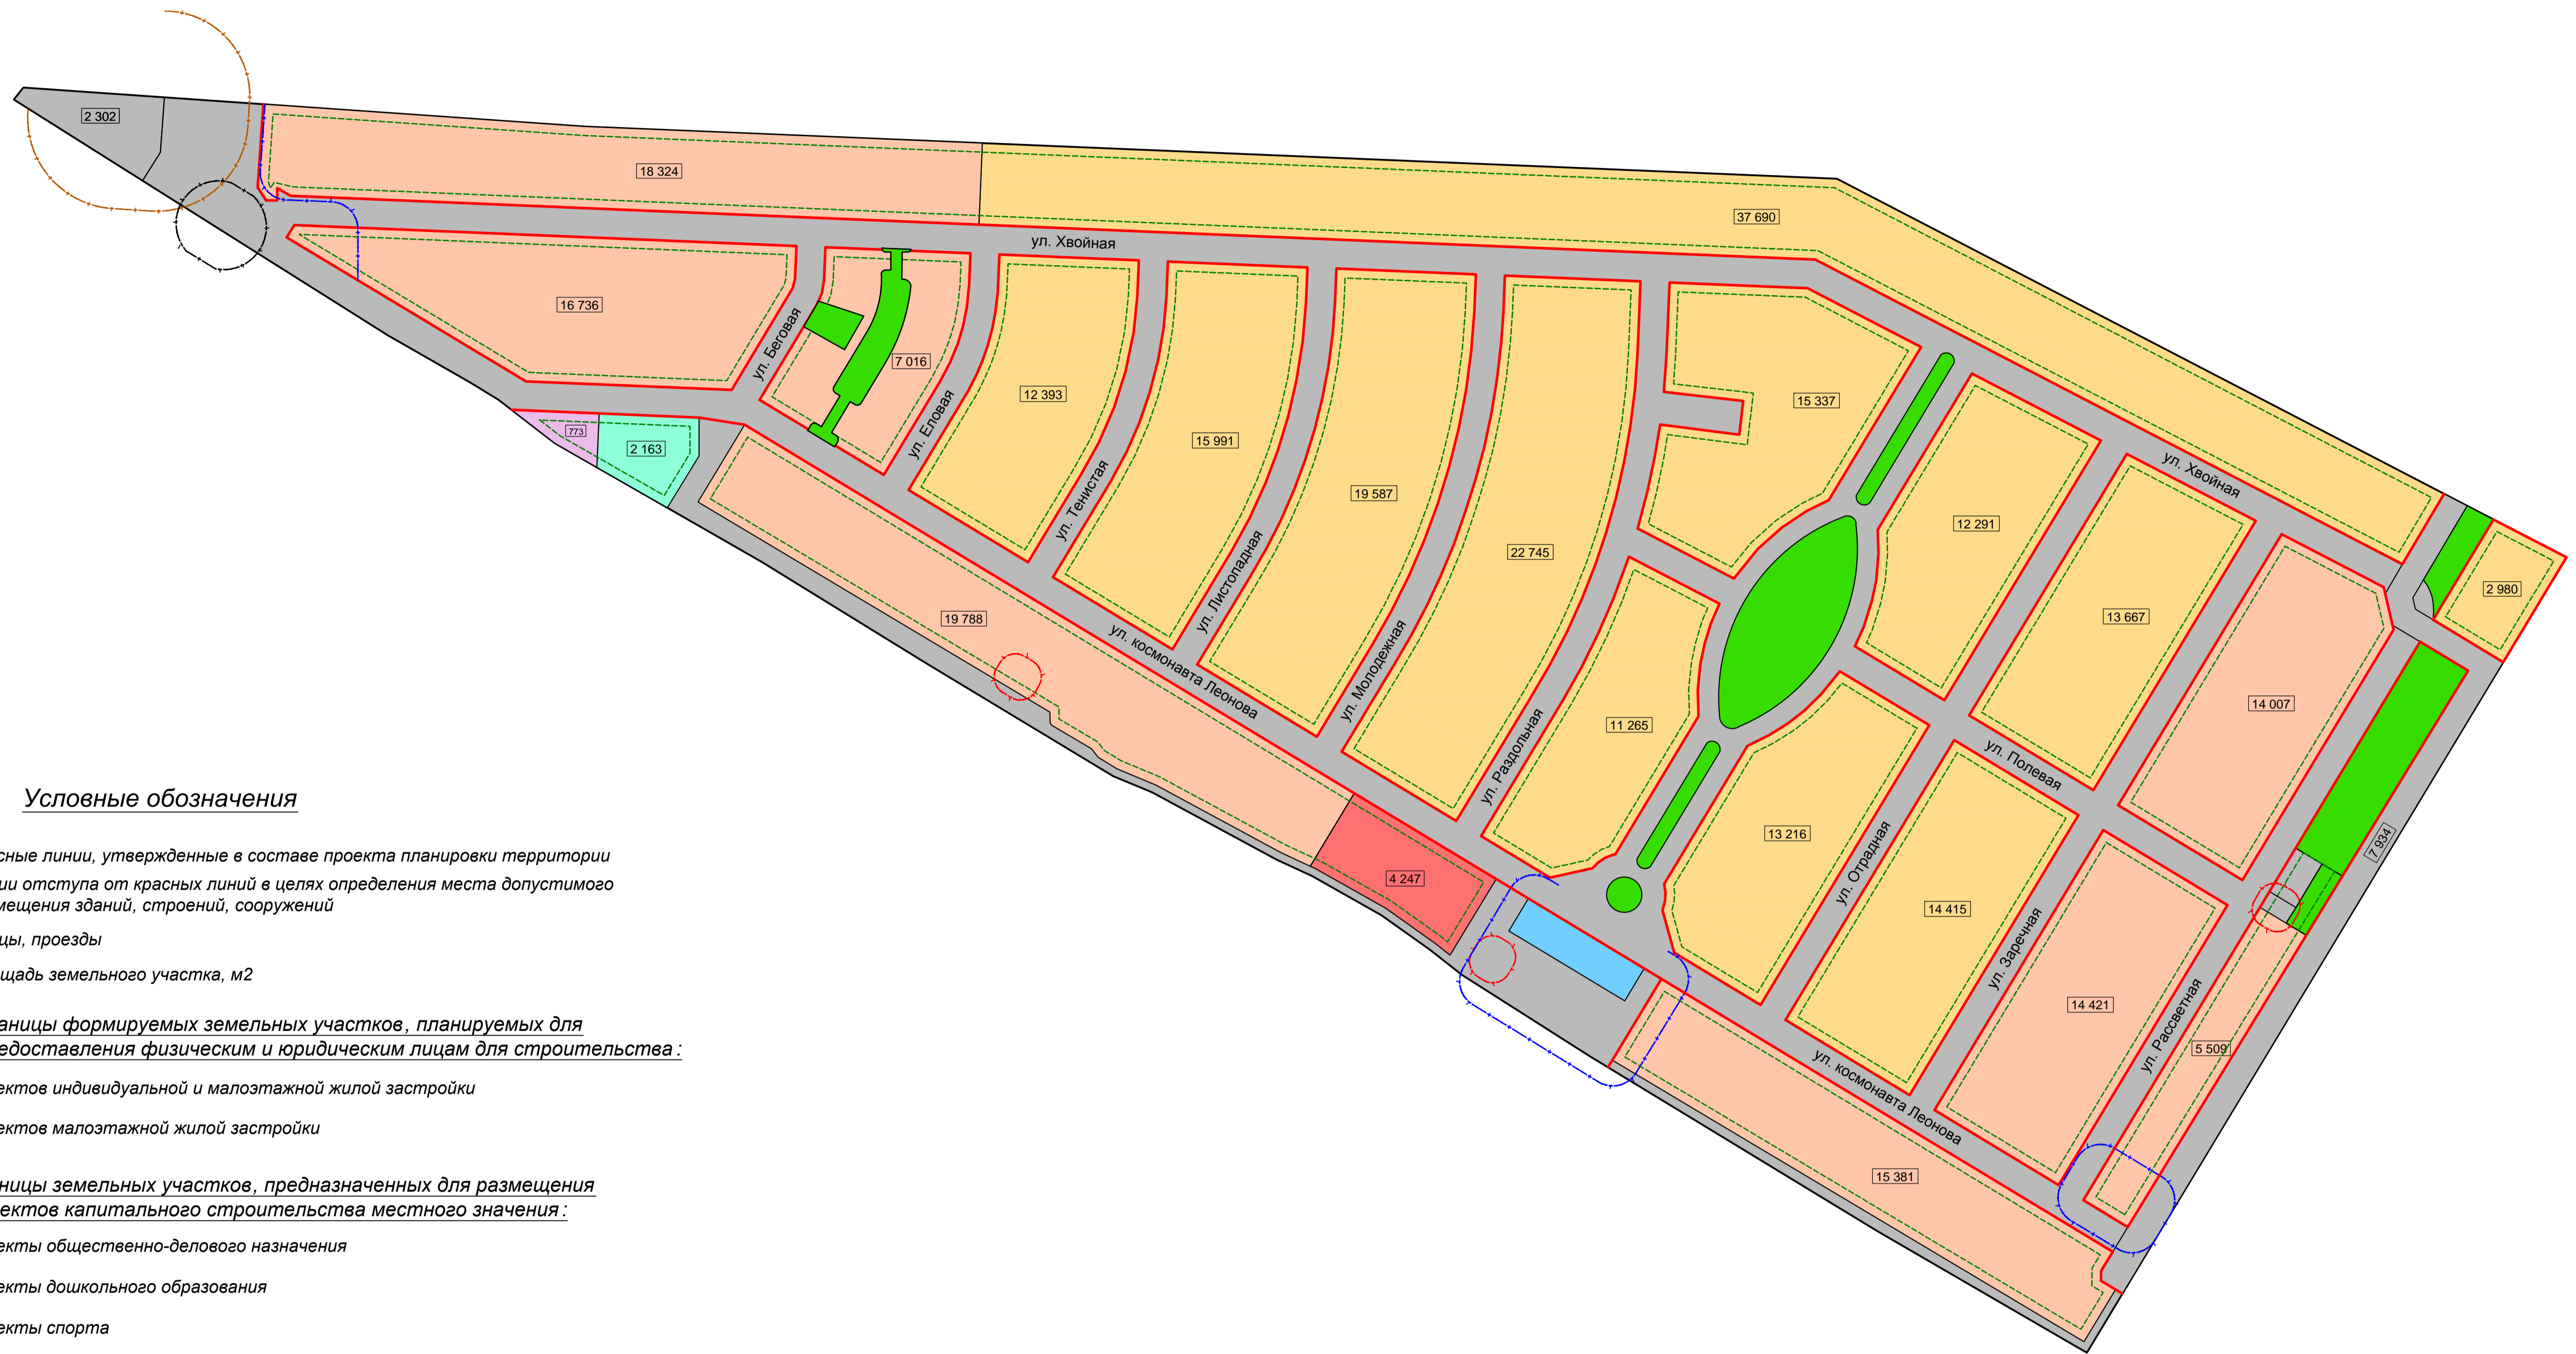 2 302
18 324
37 690
ул. Хвойная
16 736
ул. Беговая
7 016
ул. Еловая
12 393
ул. Тенистая
15 991
ул. Листопадная
19 587
ул. Молодежная
22 745
ул. Раздольная
15 337
12 291
ул. Хвойная
13 667
2 980
773
2 163
19 788
ул. космонавта Леонова
11 265
ул. Полевая
14 007
13 216
ул. Отрадная
7 934
4 247
14 415
ул. Заречная
14 421
ул. Рассветная
5 509
ул. космонавта Леонова
15 381
Условные обозначения
сные линии, утвержденные в составе проекта планировки территории
ии отступа от красных линий в целях определения места допустимого
мещения зданий, строений, сооружений
цы, проезды
щадь земельного участка, м2
аницы формируемых земельных участков, планируемых для
едоставления физическим и юридическим лицам для строительства :
ектов индивидуальной и малоэтажной жилой застройки
ектов малоэтажной жилой застройки
ницы земельных участков, предназначенных для размещения
ектов капитального строительства местного значения :
екты общественно-делового назначения
екты дошкольного образования
екты спорта